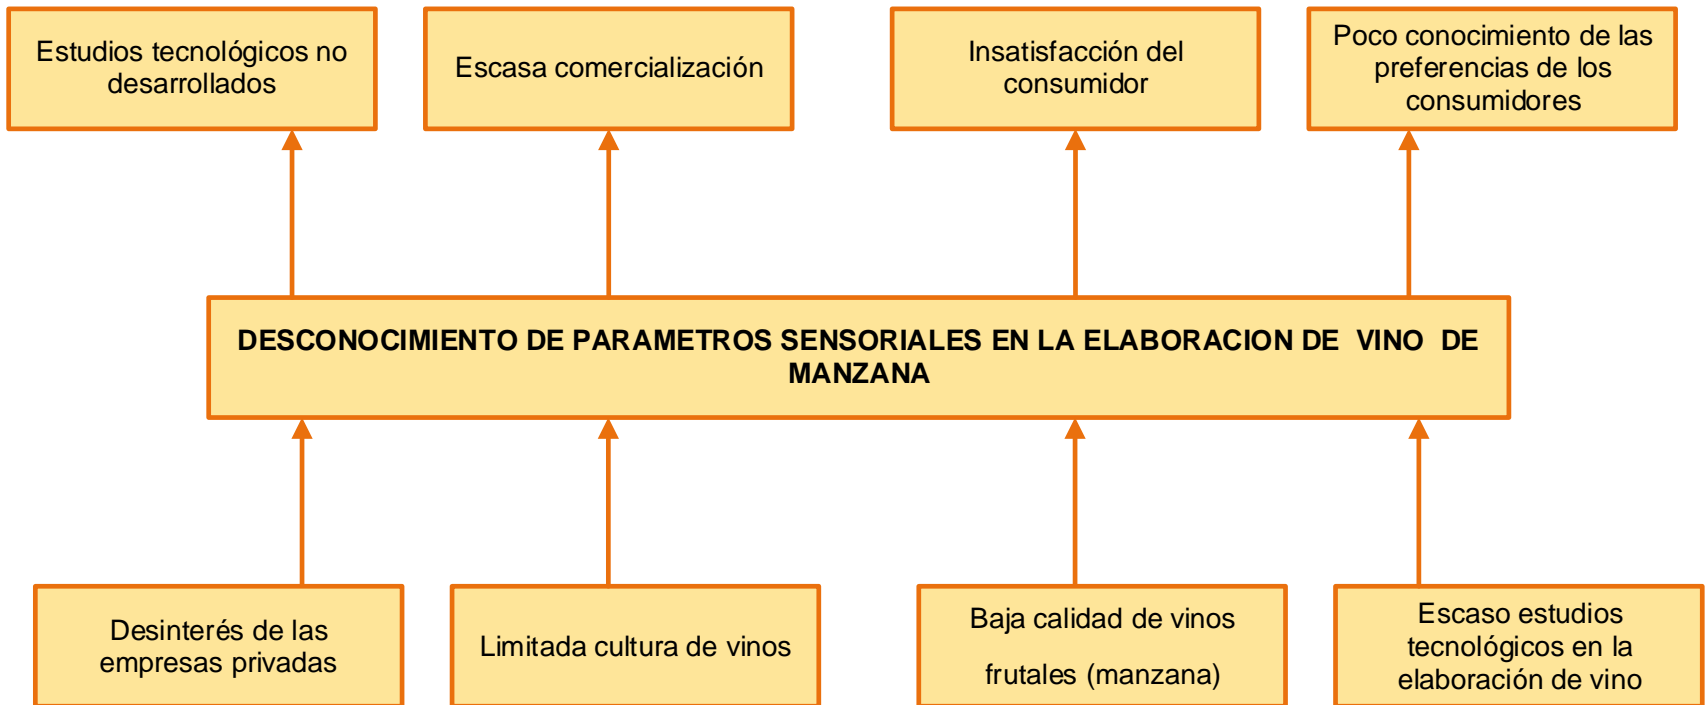 Estudios tecnológicos no
desarrollados
Escasa comercialización
Insatisfacción del
consumidor
Poco conocimiento de las
preferencias de los
consumidores
DESCONOCIMIENTO DE PARAMETROS SENSORIALES EN LA ELABORACION DE VINO DE
MANZANA
Desinterés de las
empresas privadas
Limitada cultura de vinos
Baja calidad de vinos
frutales (manzana)
Escaso estudios
tecnológicos en la
elaboración de vino